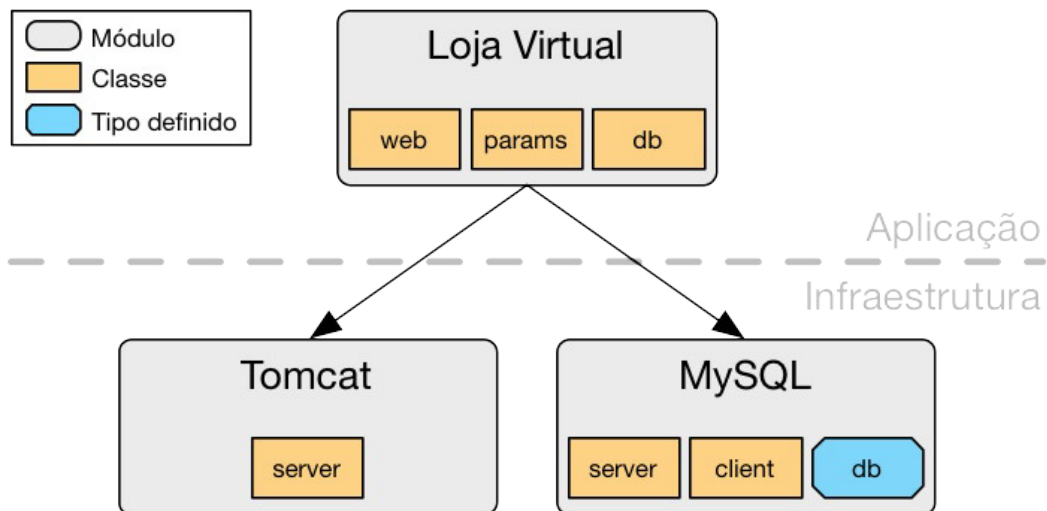 Módulo
Classe
Tipo definido
Loja Virtual
web params db
Aplicação
Infraestrutura
Tomcat
server
MySQL
server client db